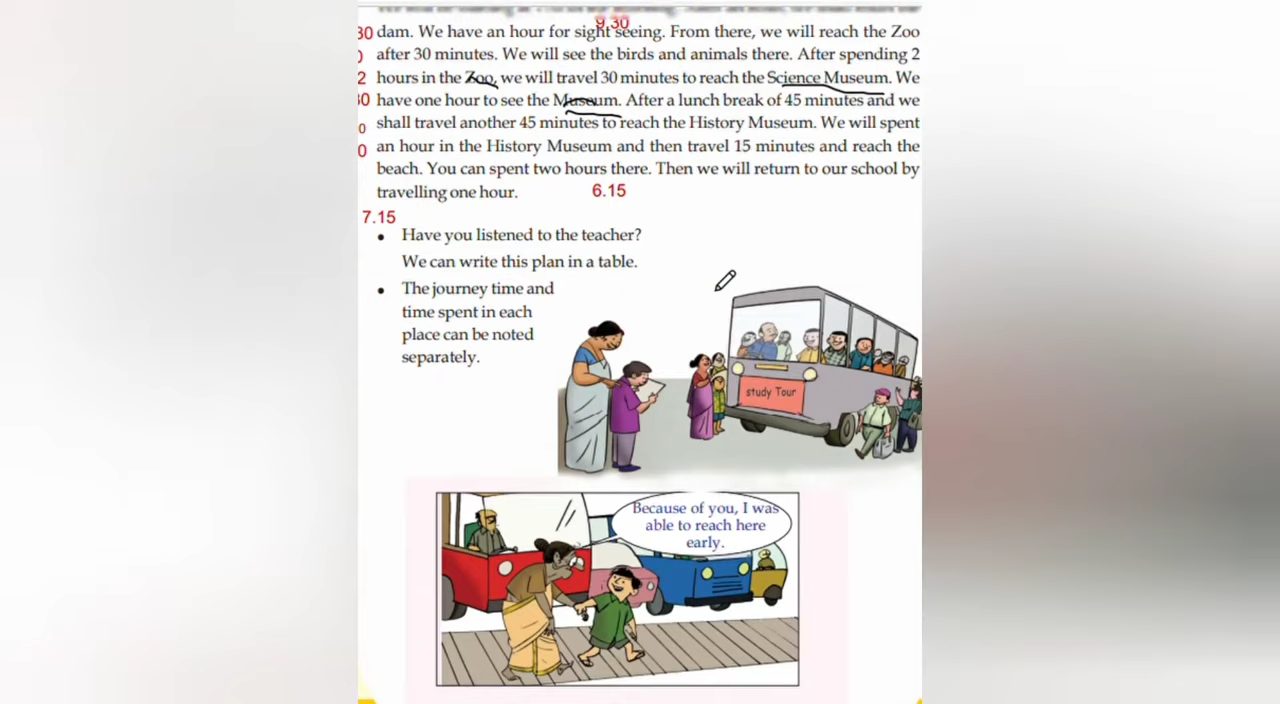 9.30
30 dam. We have an hour for sight seeing. From there, we will reach the Zoo
after 30 minutes. We will see the birds and animals there. After spending 2
2 hours in the Zoo, we will travel 30 minutes to reach the Science Museum. We
have one hour to see the Museum. After a lunch break of 45 minutes and we
0 shall travel another 45 minutes to reach the History Museum. We will spent
0 an hour in the History Museum and then travel 15 minutes and reach the
beach. You can spent two hours there. Then we will return to our school by
travelling one hour. 6.15
7.15
• Have you listened to the teacher?
We can write this plan in a table.
• The journey time and
time spent in each
place can be noted
separately.
study Tour
Because of you, I was
able to reach here
early.